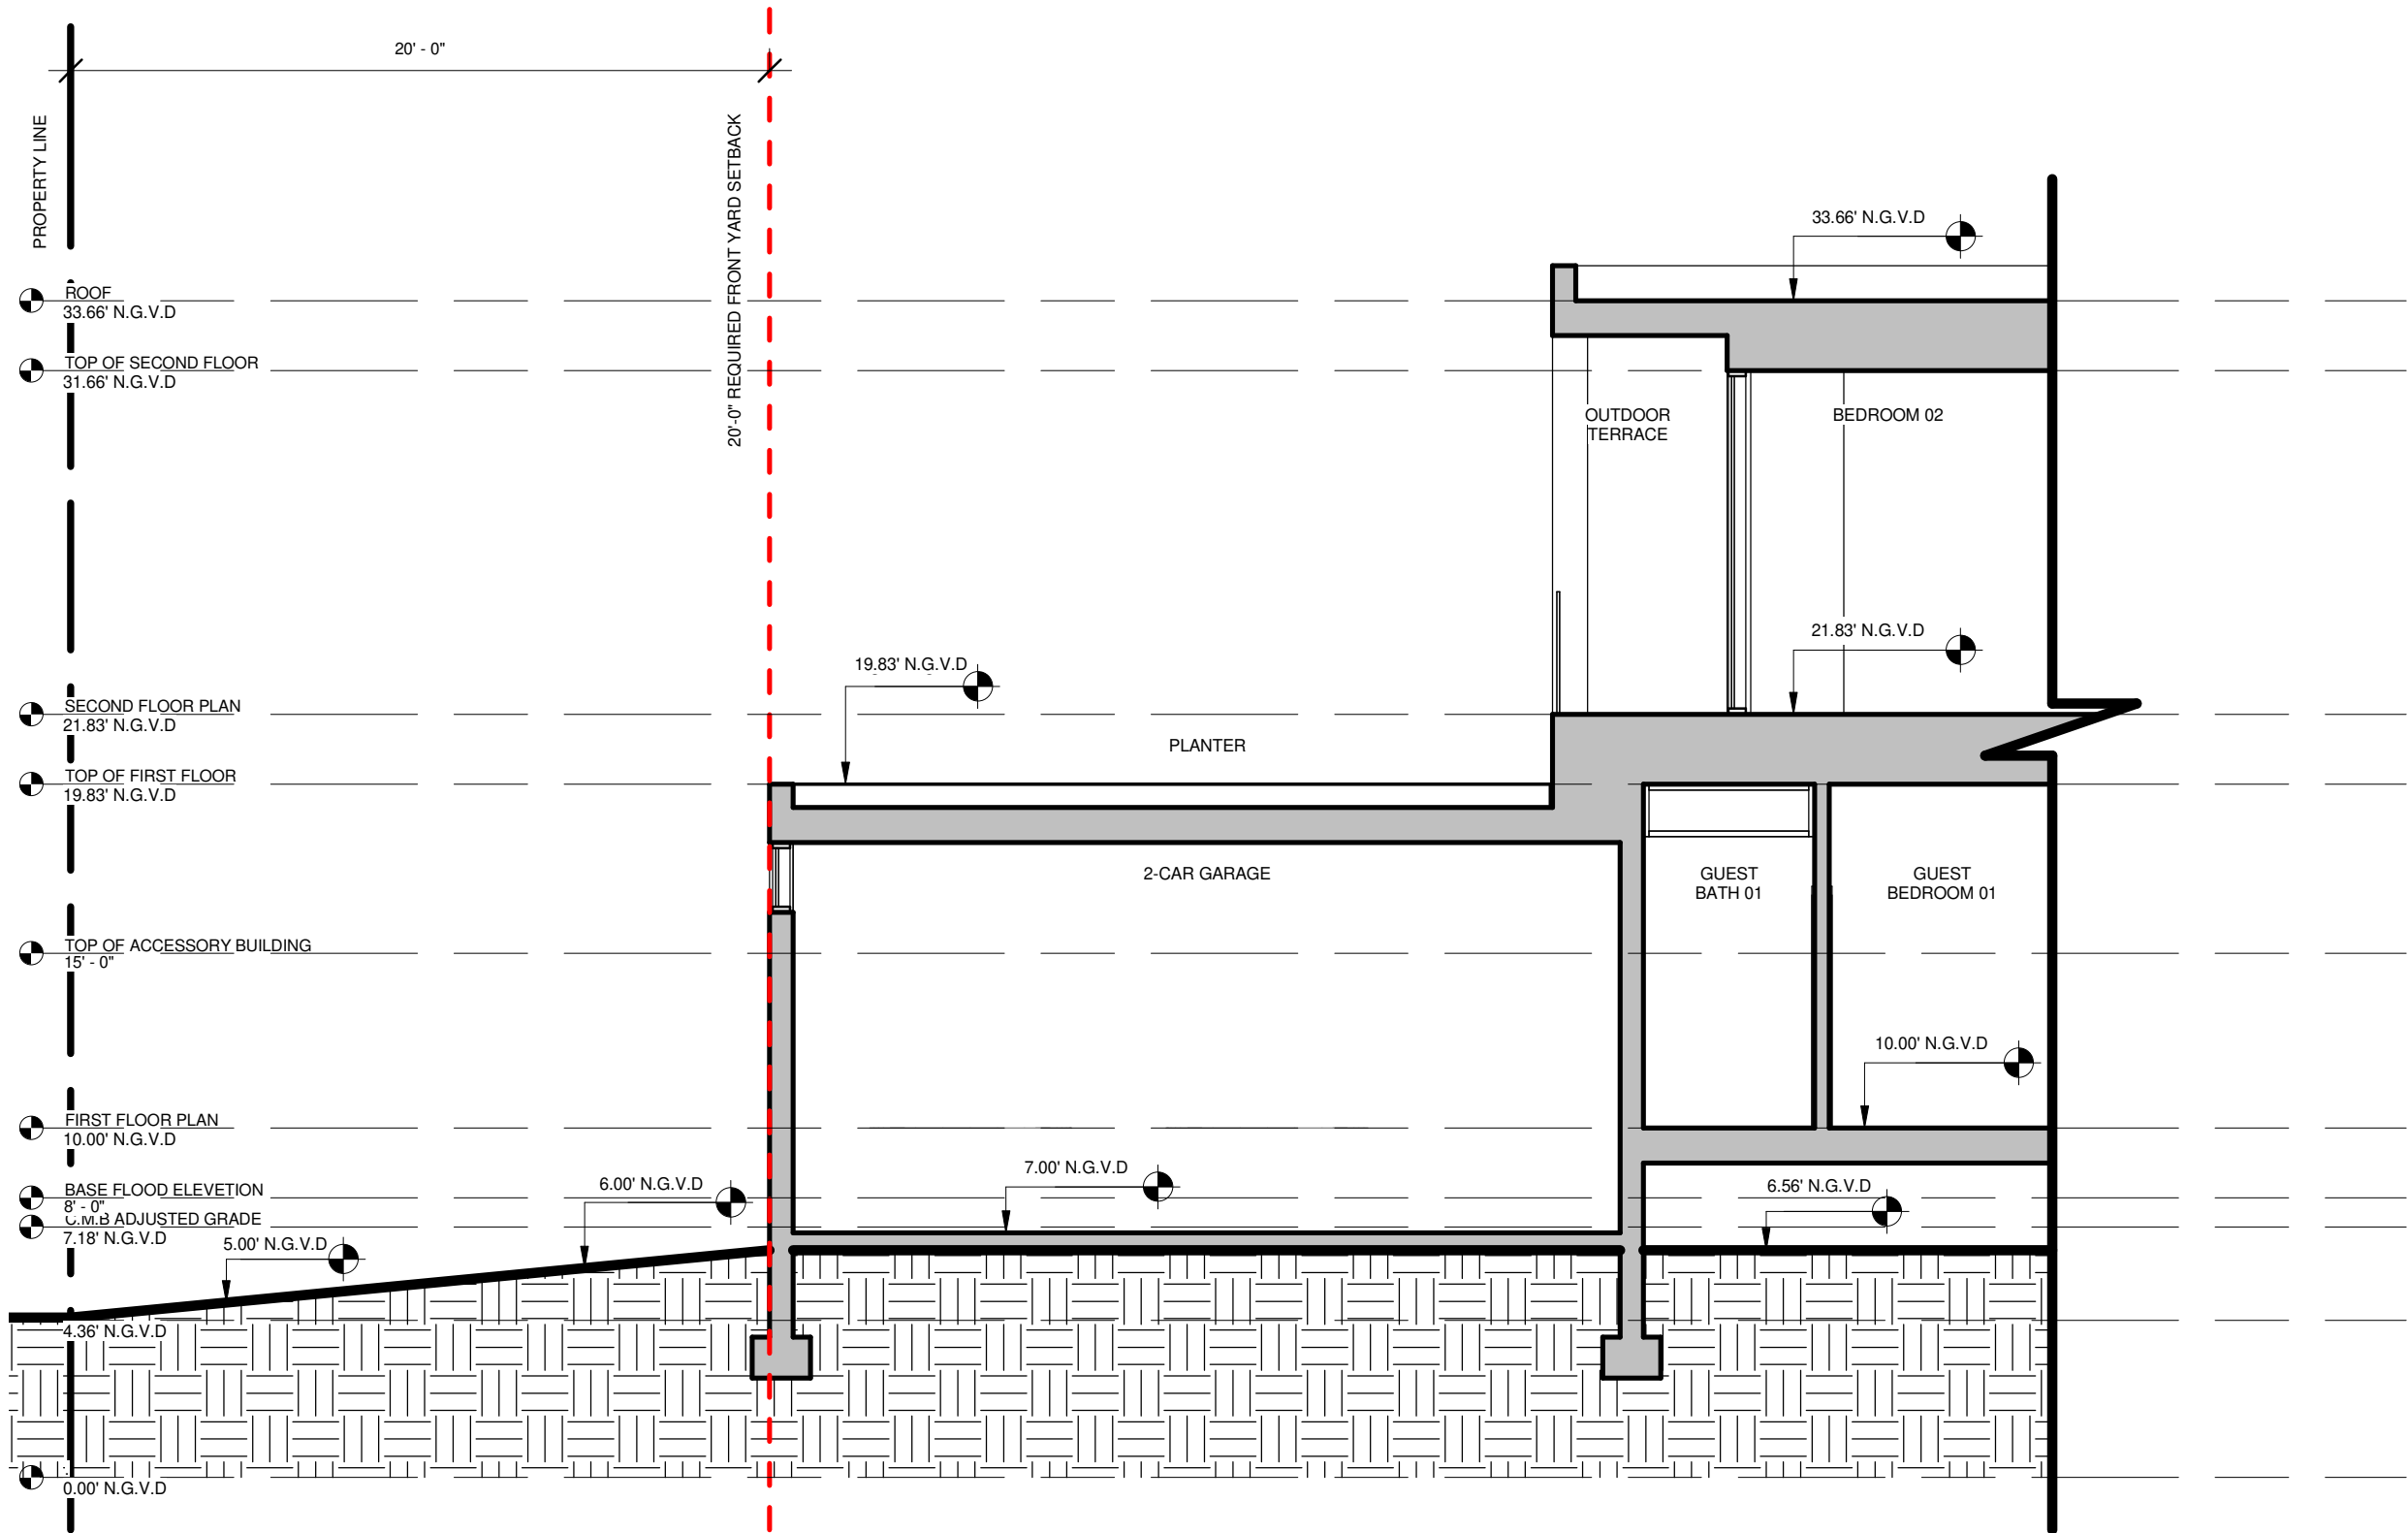 20' - 0"
PROPERTY LINE
20'-0" REQUIRED FRONT YARD SETBACK
33.66' N.G.V.D
ROOF
33.66' N.G.V.D
TOP OF SECOND FLOOR
31.66' N.G.V.D
OUTDOOR
TERRACE
BEDROOM 02
21.83' N.G.V.D
19.83' N.G.V.D
SECOND FLOOR PLAN
21.83' N.G.V.D
PLANTER
TOP OF FIRST FLOOR
19.83' N.G.V.D
2-CAR GARAGE
GUEST
BATH 01
GUEST
BEDROOM 01
TOP OF ACCESSORY BUILDING
15' - 0"
10.00' N.G.V.D
FIRST FLOOR PLAN
10.00' N.G.V.D
7.00' N.G.V.D
6.00' N.G.V.D
6.56' N.G.V.D
BASE FLOOD ELEVETION
8' - 0"
C.M.B ADJUSTED GRADE
7.18' N.G.V.D
5.00' N.G.V.D
4.36' N.G.V.D
0.00' N.G.V.D